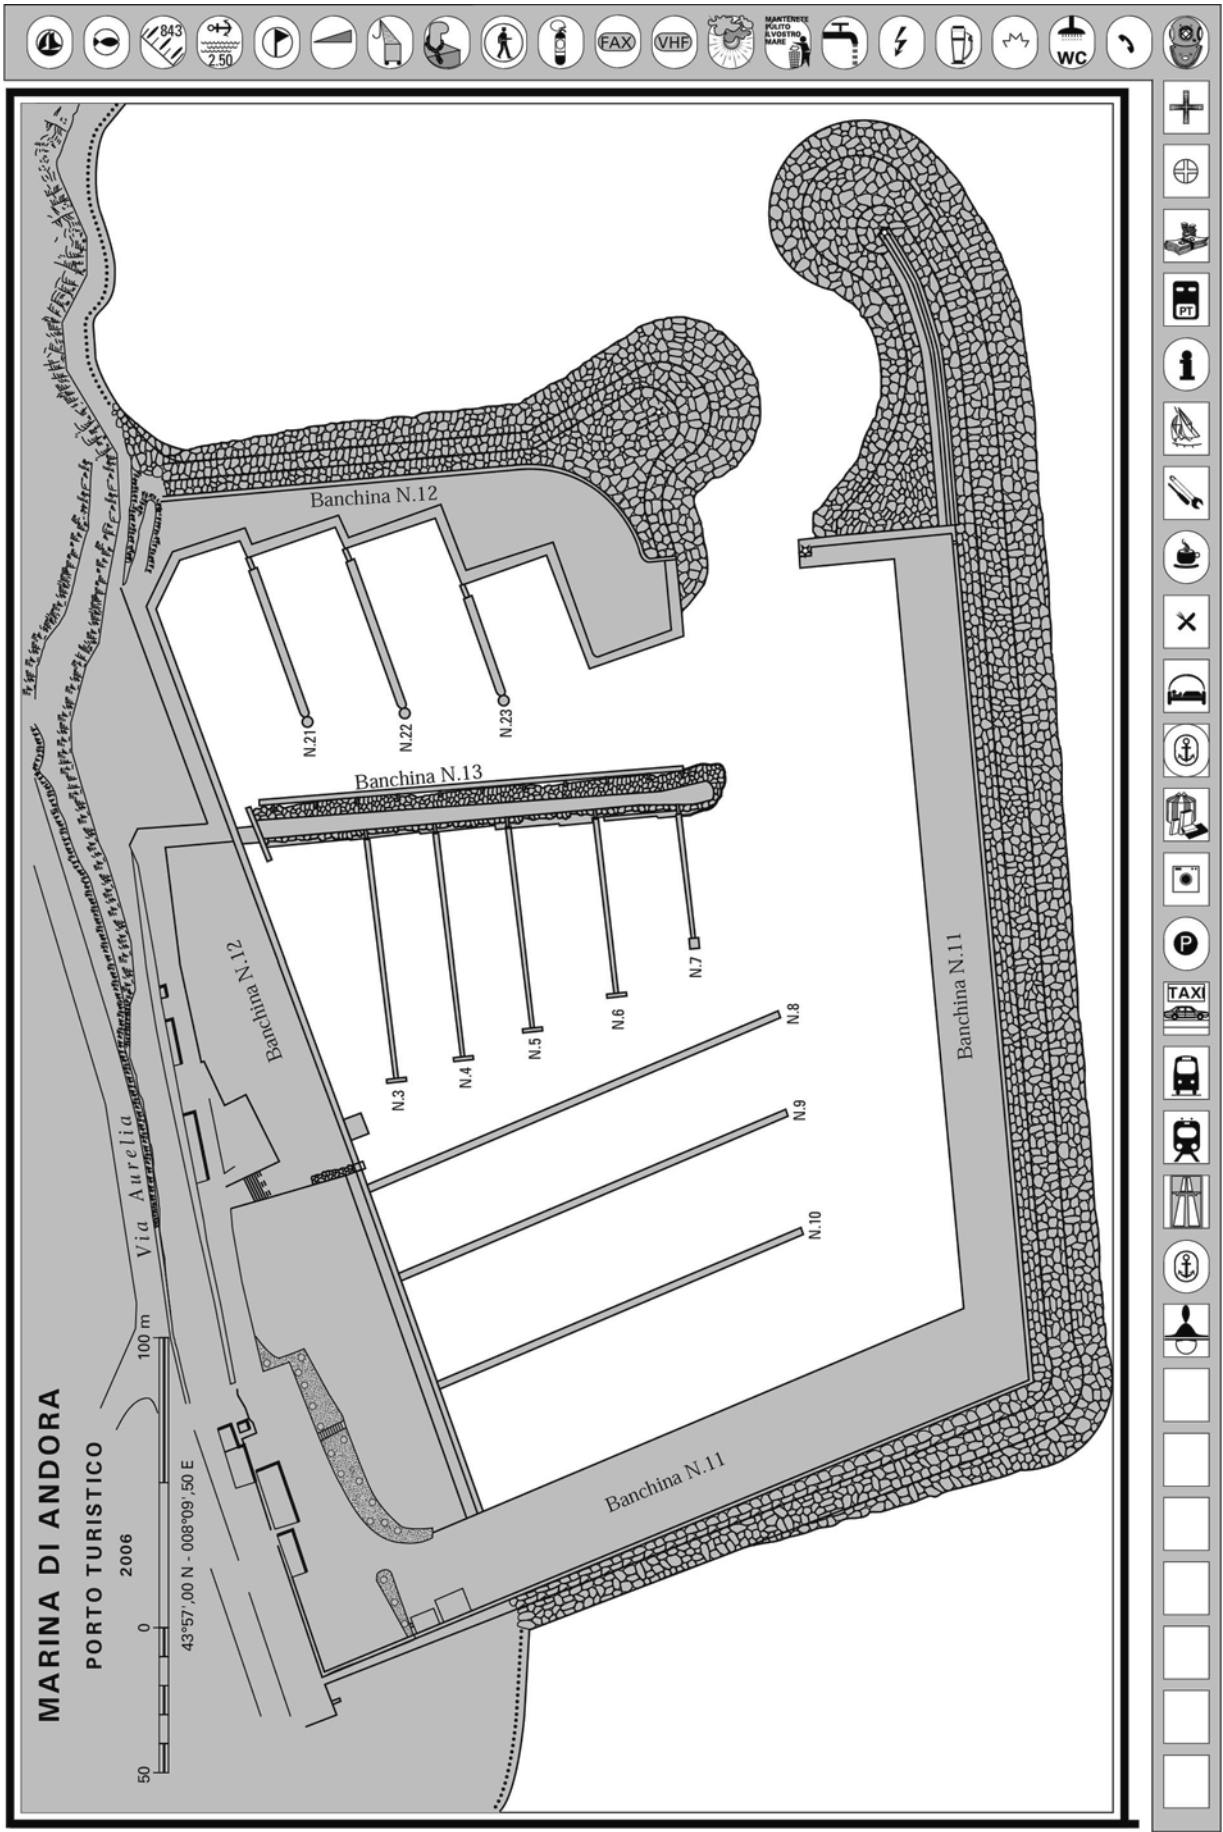 843
2.50
FAX
VHF
MANTENETE
PULITO
IL VOSTRO
MARE
WC
PT
P
TAXI
MARINA DI ANDORA
PORTO TURISTICO
2006
50
0
100 m
43°57',00 N - 008°09',50 E
Via Aurelia
Banchina N.12
Banchina N.12
Banchina N.13
Banchina N.11
Banchina N.11
N.21
N.22
N.23
N.3
N.4
N.5
N.6
N.7
N.8
N.9
N.10